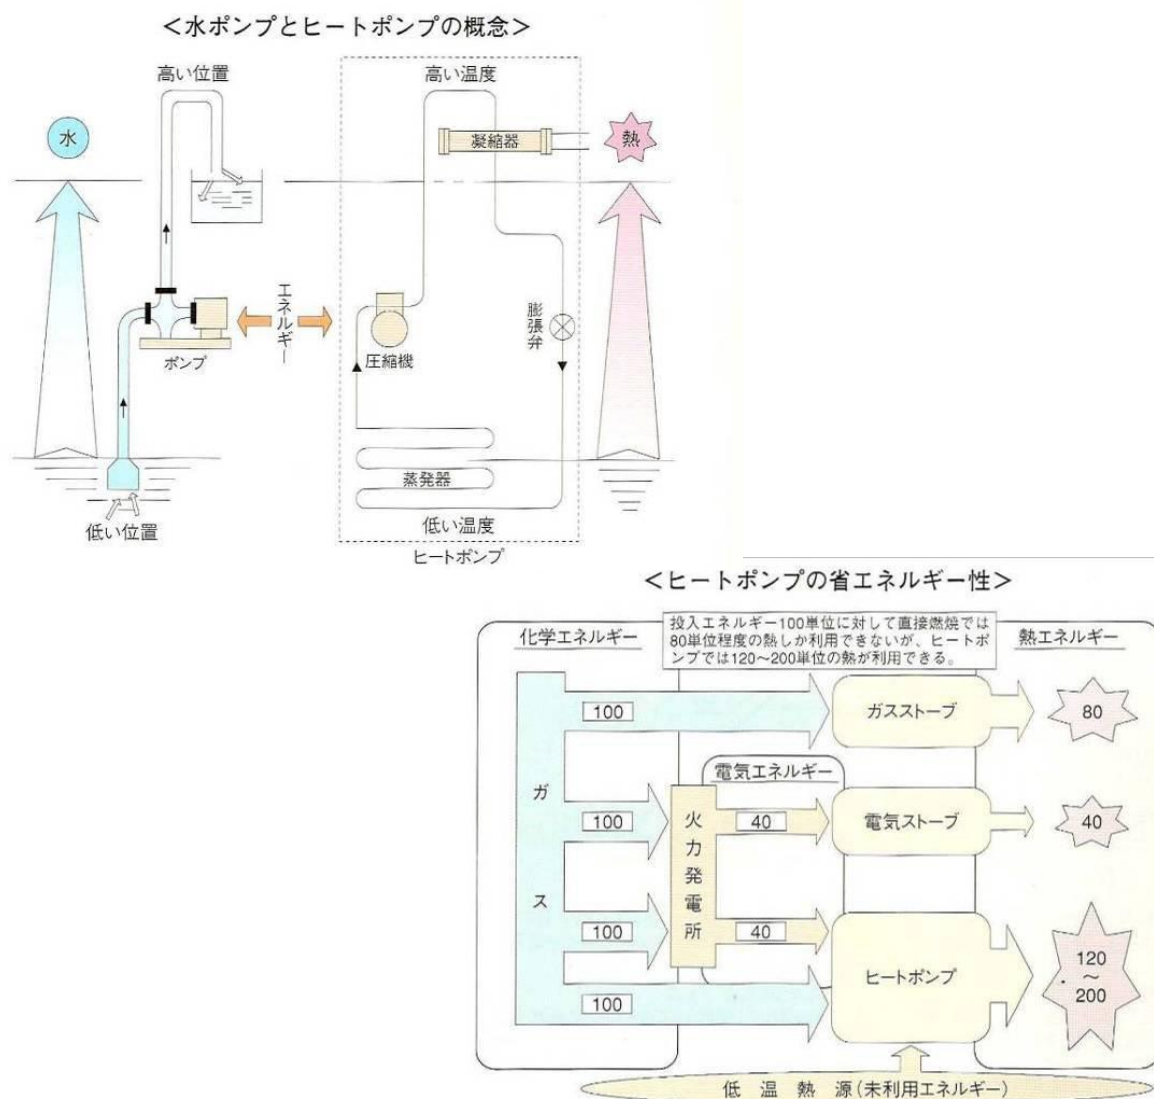 <水ポンプとヒートポンプの概念>
高い位置
高い温度
水
凝縮器
熱
エネルギー
膨張弁
ポンプ
圧縮機
蒸発器
低い位置
低い温度
ヒートポンプ
<ヒートポンプの省エネルギー性>
化学エネルギー
投入エネルギー100単位に対して直接燃焼では
80単位程度の熱しか利用できないが、ヒートポ
ンプでは120〜200単位の熱が利用できる。
熱エネルギー
100
ガスストーブ
80
電気エネルギー
ガス
100
火力発電所
40
電気ストーブ
40
100
40
ヒートポンプ
120
〜
200
100
低温熱源(未利用エネルギー)